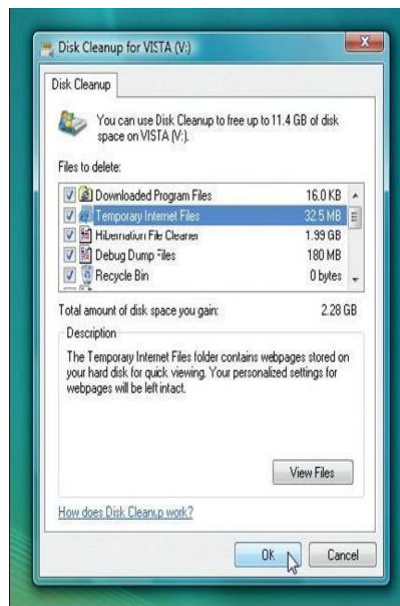 Disk Cleanup for VISTA (V:)
Disk Cleanup
You can use Disk Cleanup to free up to 11.4 GB of disk
space on VISTA (V:).
Files to delete:
Downloaded Program Files 16.0 KB
Temporary Internet Files 32.5 MB
Hibernation File Cleaner 1.99 GB
Debug Dump Files 180 MB
Recycle Bin 0 bytes
Total amount of disk space you gain: 2.28 GB
Description
The Temporary Internet Files folder contains webpages stored on
your hard disk for quick viewing. Your personalized settings for
webpages will be left intact.
View Files
How does Disk Cleanup work?
OK Cancel